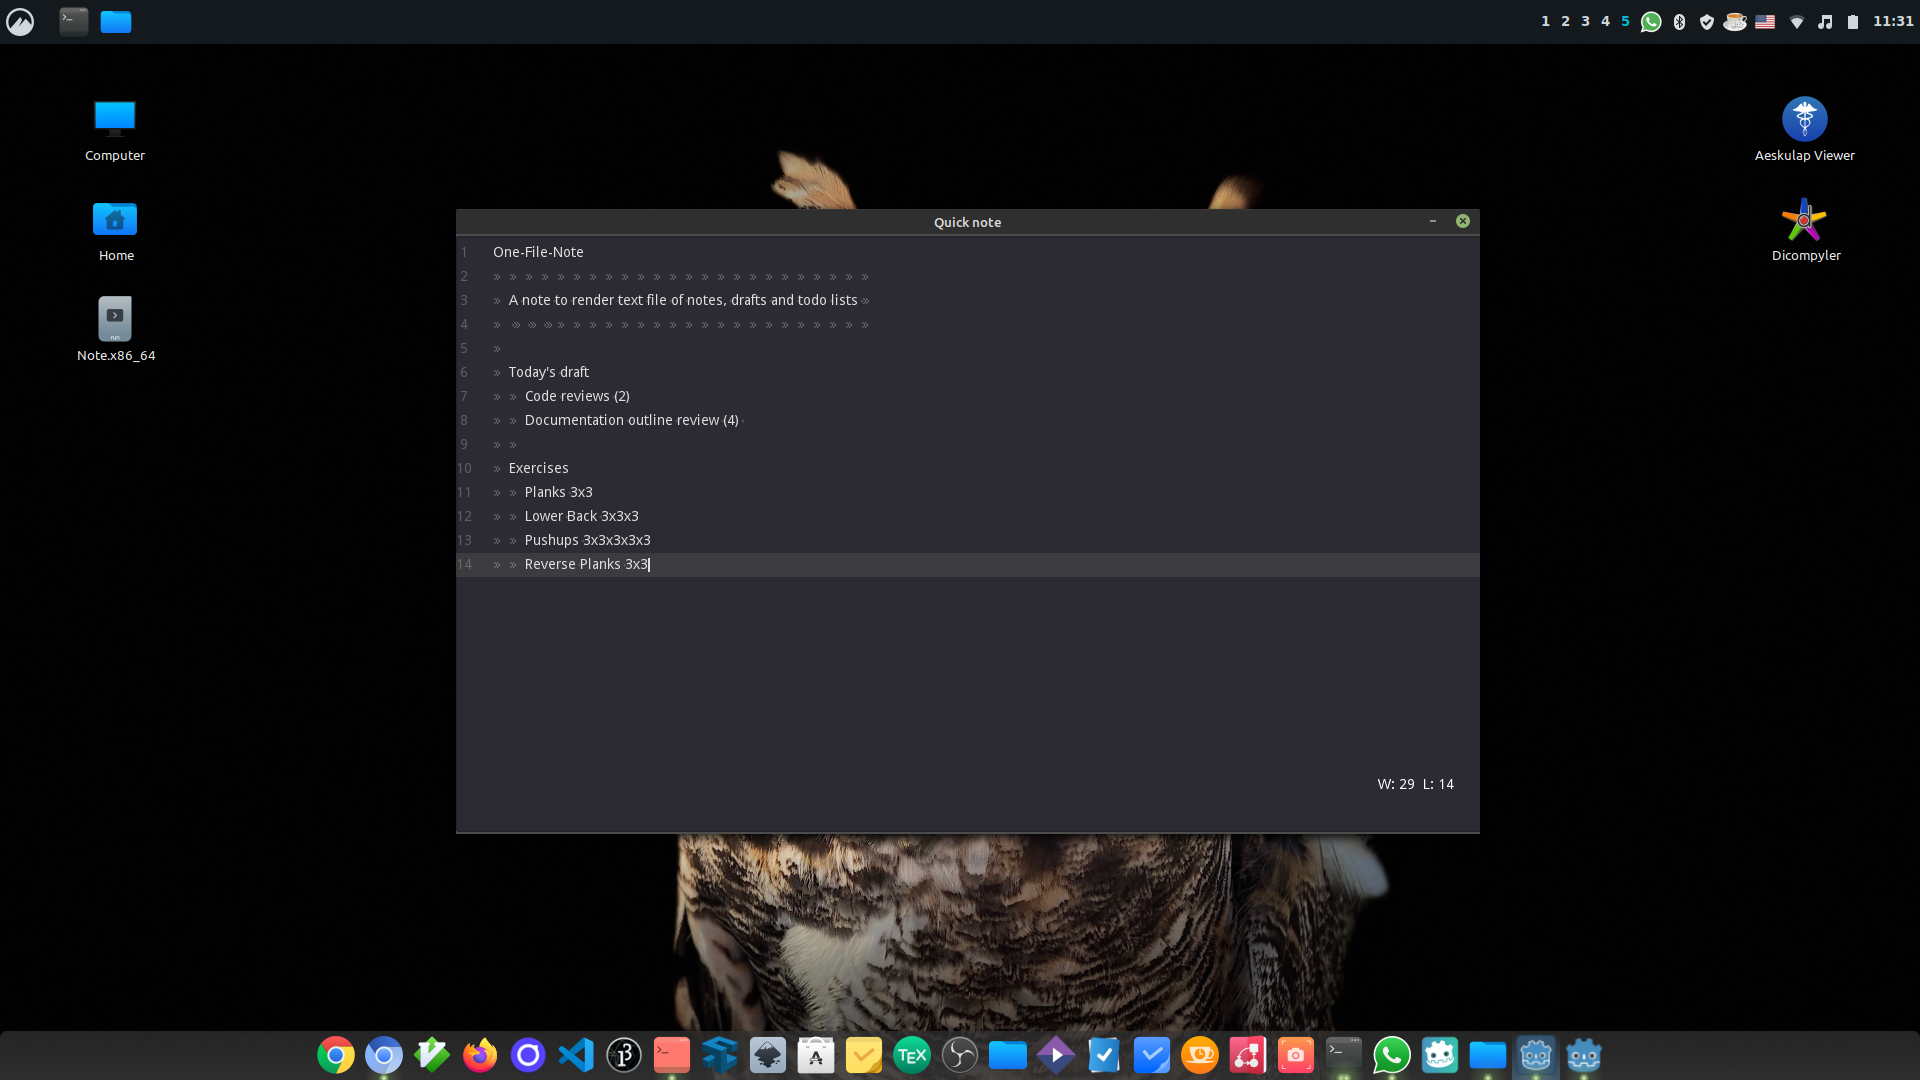 1 2 3 4 5 11:31
Computer
Home
Note.x86_64
Aeskulap Viewer
Dicompyler
Quick note
1 One-File-Note
2 » » » » » » » » » » » » » » » » » » » » » » » »
3 » A note to render text file of notes, drafts and todo lists »
4 » » » » » » » » » » » » » » » » » » » » » » » »
5 »
6 » Today's draft
7 » » Code reviews (2)
8 » » Documentation outline review (4)
9 » »
10 » Exercises
11 » » Planks 3x3
12 » » Lower Back 3x3x3
13 » » Pushups 3x3x3x3x3
14 » » Reverse Planks 3x3
W: 29 L: 14
TEX